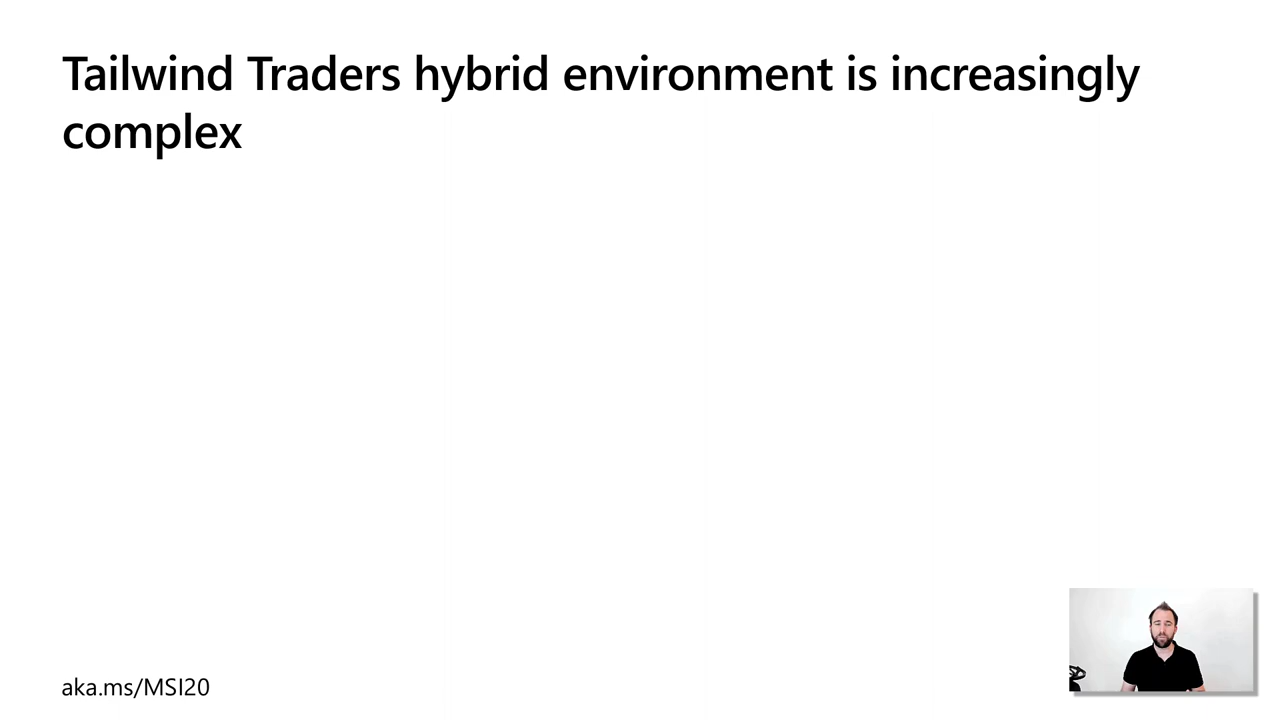 Tailwind Traders hybrid environment is increasingly
complex
aka.ms/MSI20